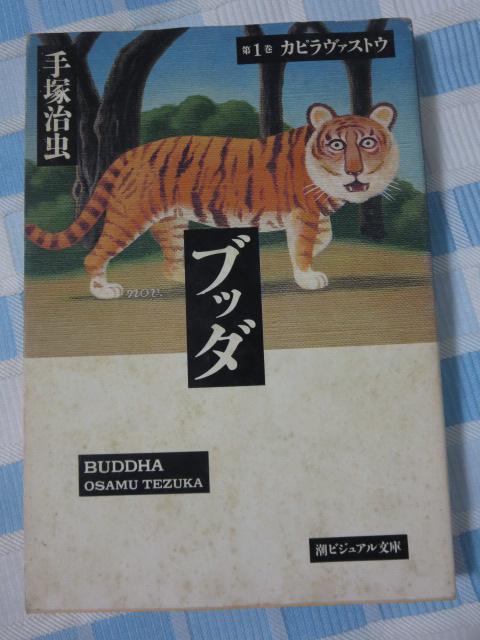 第1巻 カピラヴァストウ
手塚治虫
ブッダ
BUDDHA
OSAMU TEZUKA
潮ビジュアル文庫